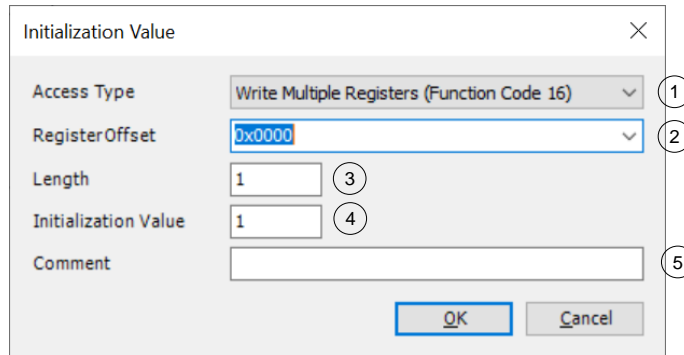 Initialization Value
Access Type Write Multiple Registers (Function Code 16) 1
RegisterOffset 0x0000 2
Length 1 3
Initialization Value 1 4
Comment 5
OK Cancel